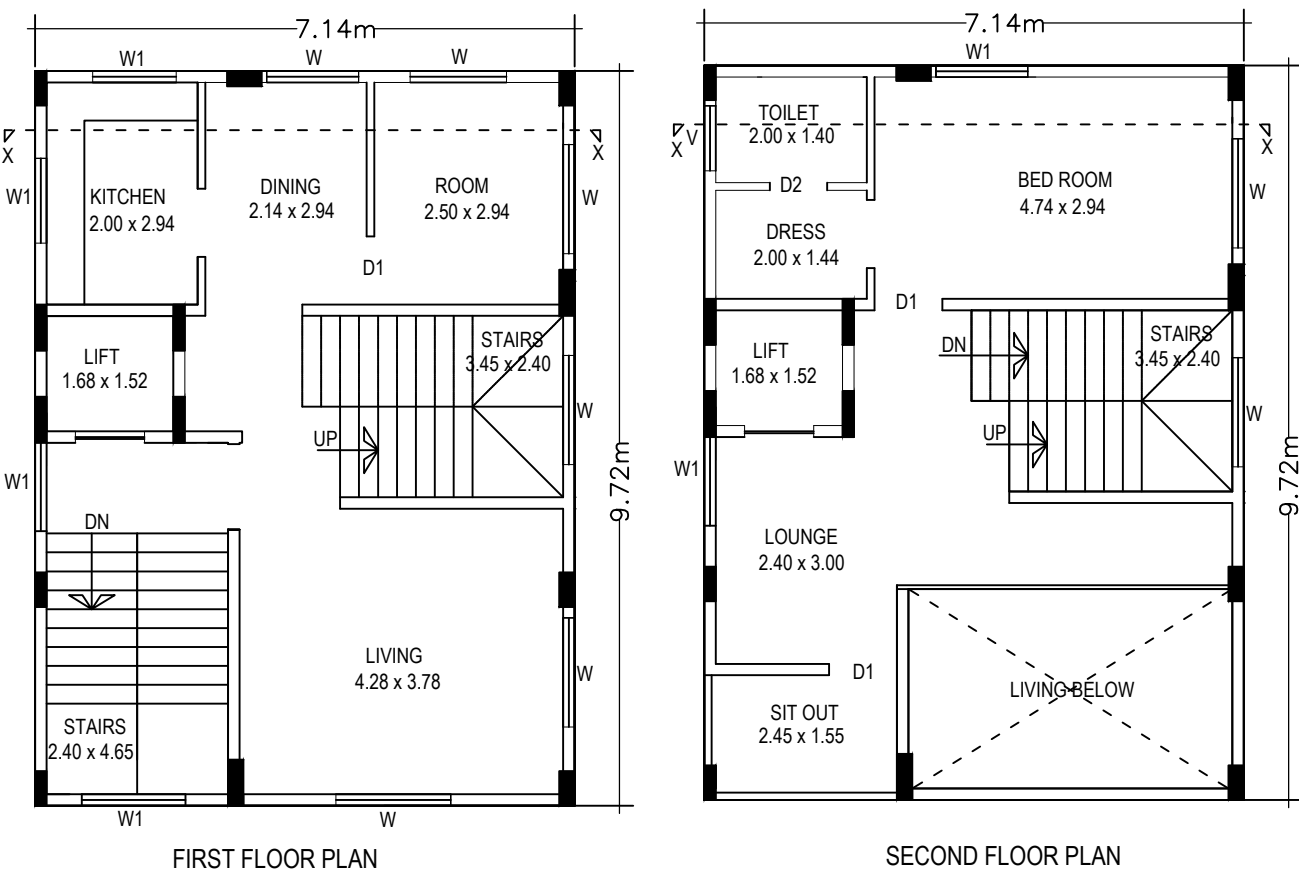 7.14m
W1
W
W
X
X
W1
KITCHEN
2.00 x 2.94
DINING
2.14 x 2.94
ROOM
2.50 x 2.94
W
D1
LIFT
1.68 x 1.52
STAIRS
3.45 x 2.40
W
UP
W1
DN
9.72m
LIVING
4.28 x 3.78
W
STAIRS
2.40 x 4.65
W1
W
FIRST FLOOR PLAN
7.14m
W1
TOILET
2.00 x 1.40
V
X
X
D2
BED ROOM
4.74 x 2.94
W
DRESS
2.00 x 1.44
D1
LIFT
1.68 x 1.52
DN
STAIRS
3.45 x 2.40
W
UP
W1
9.72m
LOUNGE
2.40 x 3.00
D1
LIVING BELOW
SIT OUT
2.45 x 1.55
SECOND FLOOR PLAN